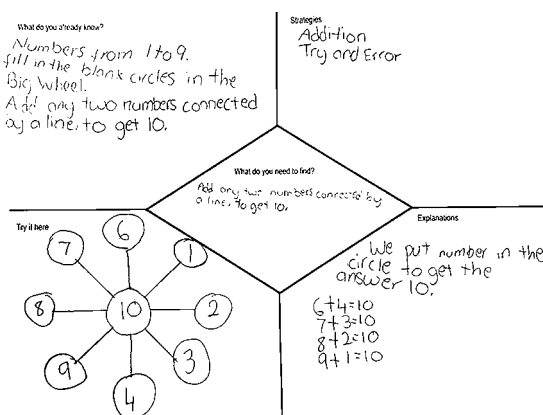 What do you already know?
Numbers from 1 to 9.
fill in the blank circles in the
Big Wheel.
Add any two numbers connected
by a line, to get 10.
Strategies
Addition
Try and Error
What do you need to find?
Add any two numbers connected by
a line, to get 10.
Try it here
6
7
1
8
10
2
9
3
4
Explanations
We put number in the
circle to get the
answer 10.
6+4=10
7+3=10
8+2=10
9+1=10